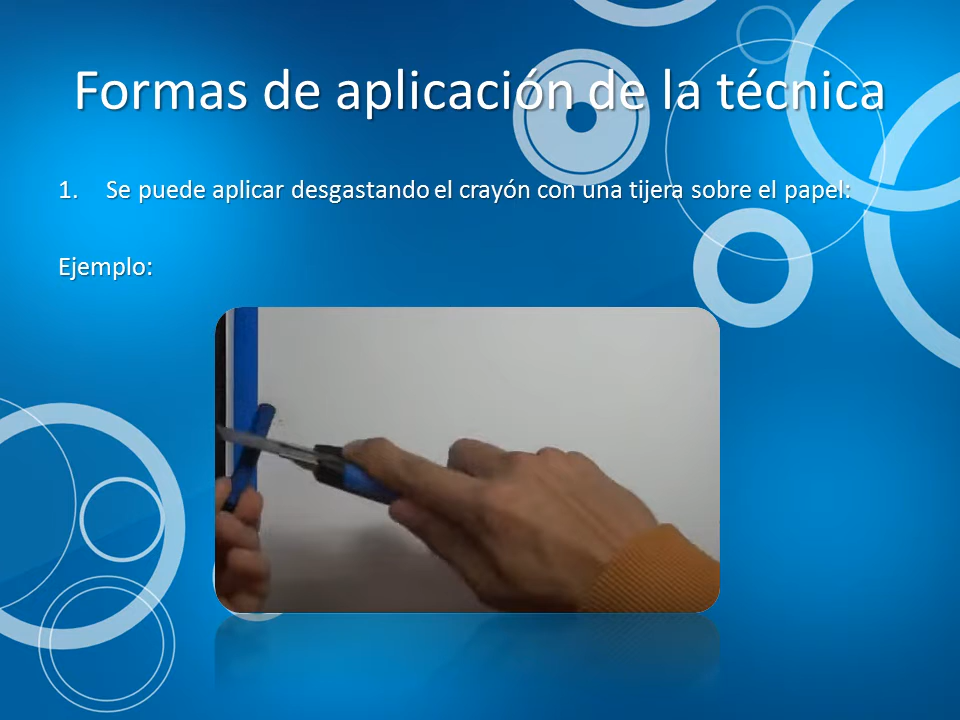 Formas de aplicación de la técnica
1. Se puede aplicar desgastando el crayón con una tijera sobre el papel:
Ejemplo: